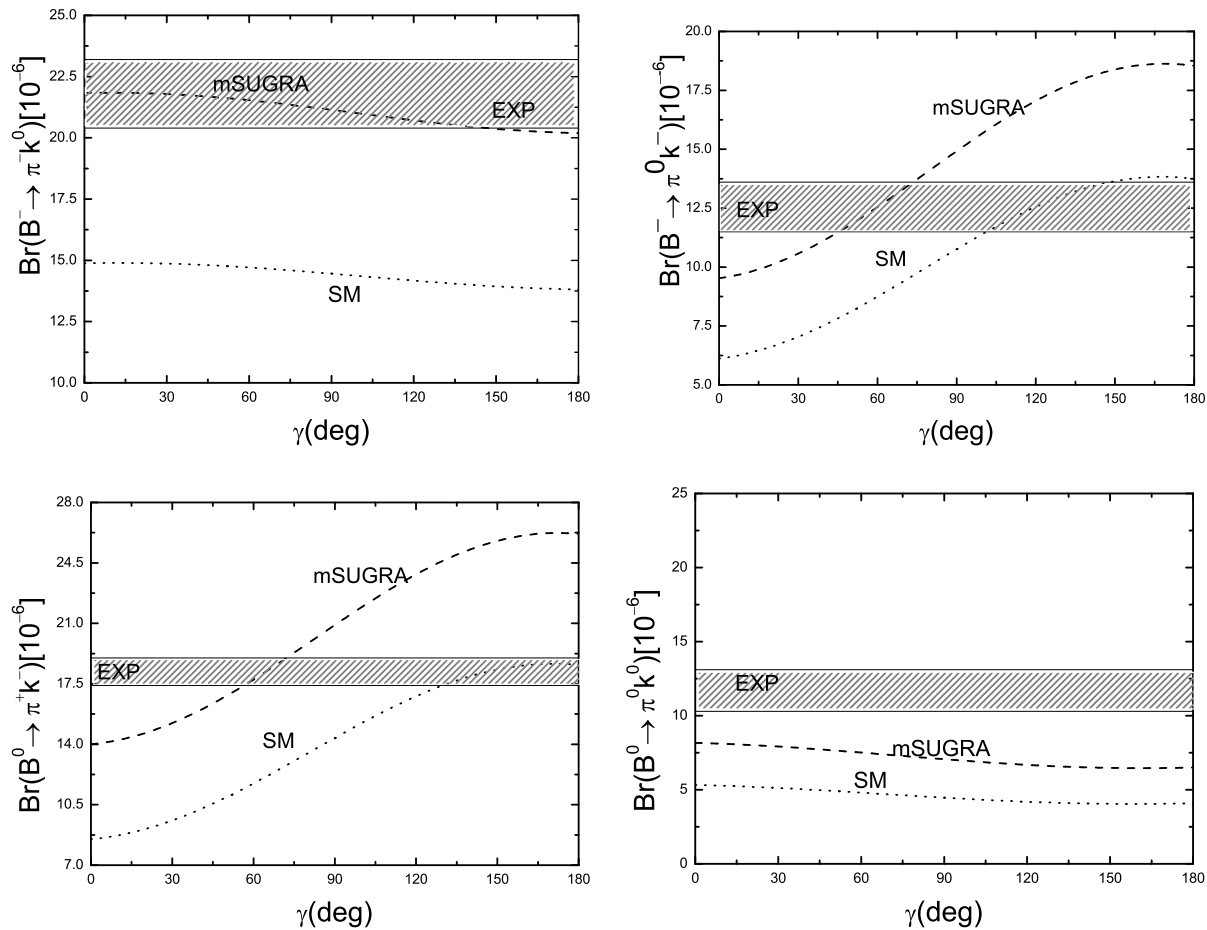 Br(B⁻→ π⁻k⁰)[10⁻⁶]
25.0
22.5
20.0
17.5
15.0
12.5
10.0
mSUGRA
EXP
SM
0 30 60 90 120 150 180
γ(deg)
Br(B⁻→ π⁰k⁻)[10⁻⁶]
20.0
17.5
15.0
12.5
10.0
7.5
5.0
mSUGRA
EXP
SM
0 30 60 90 120 150 180
γ(deg)
Br(B⁰→ π⁺k⁻)[10⁻⁶]
28.0
24.5
21.0
17.5
14.0
10.5
7.0
mSUGRA
EXP
SM
0 30 60 90 120 150 180
γ(deg)
Br(B⁰→ π⁰k⁰)[10⁻⁶]
25
20
15
10
5
0
EXP
mSUGRA
SM
0 30 60 90 120 150 180
γ(deg)